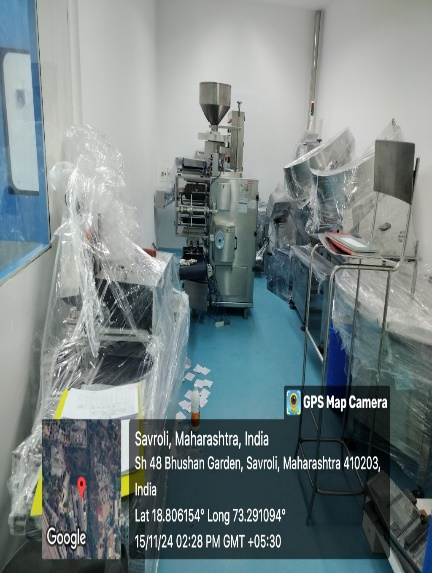 GPS Map Camera
Savroli, Maharashtra, India
Sh 48 Bhushan Garden, Savroli, Maharashtra 410203,
India
Lat 18.806154° Long 73.291094°
15/11/24 02:28 PM GMT +05:30
Google